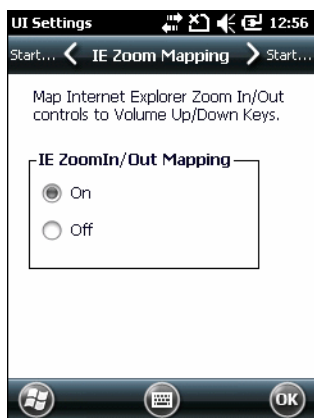 UI Settings 12:56
Start... IE Zoom Mapping Start...
Map Internet Explorer Zoom In/Out
controls to Volume Up/Down Keys.
IE ZoomIn/Out Mapping
On
Off
OK